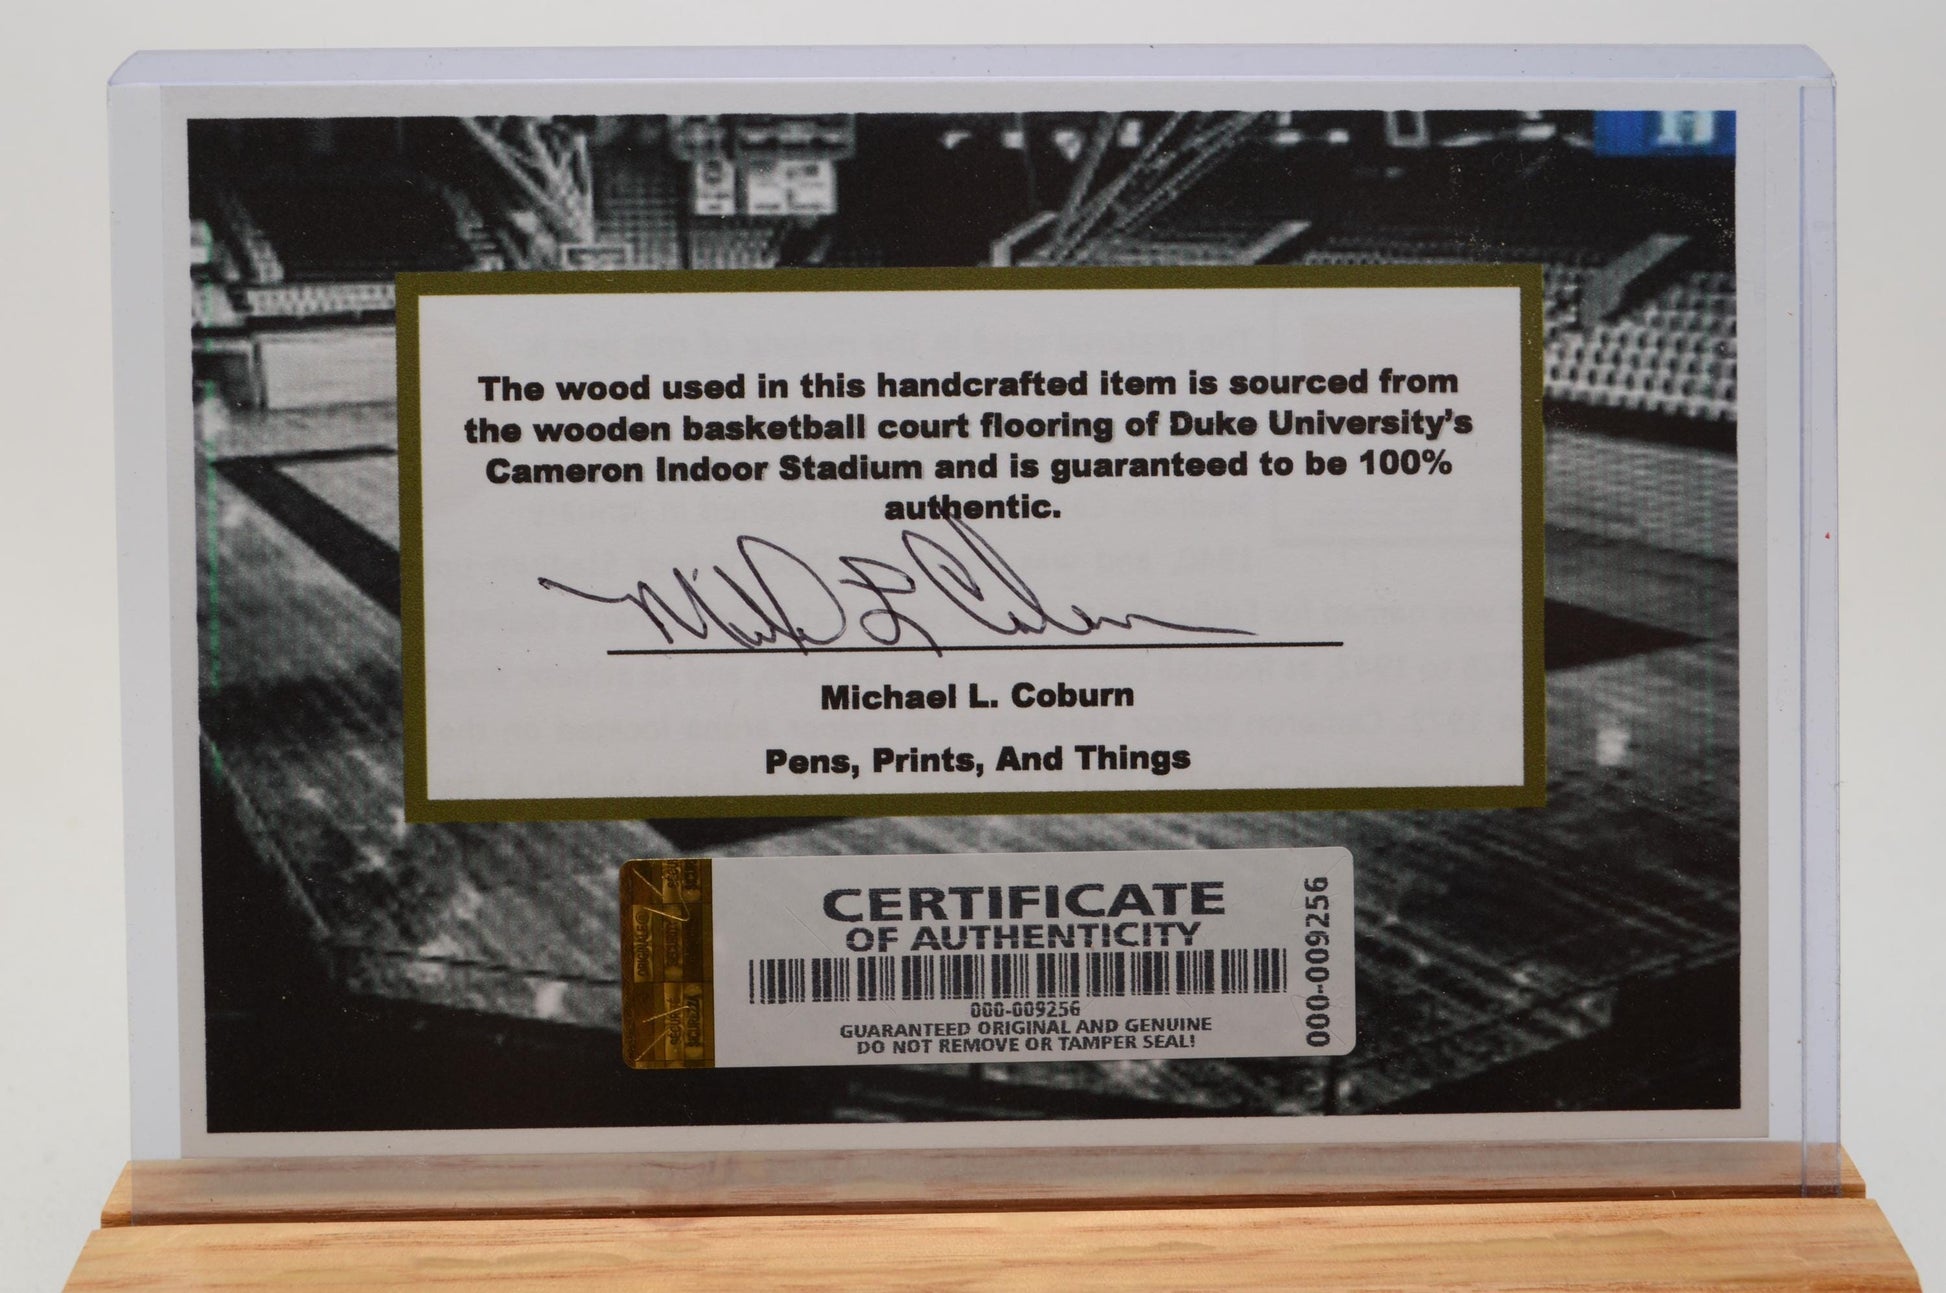 The wood used in this handcrafted item is sourced from
the wooden basketball court flooring of Duke University's
Cameron Indoor Stadium and is guaranteed to be 100%
authentic.
Michael L. Coburn
Pens, Prints, And Things
CERTIFICATE
OF AUTHENTICITY
000-009256
GUARANTEED ORIGINAL AND GENUINE
DO NOT REMOVE OR TAMPER SEAL!
000-009256